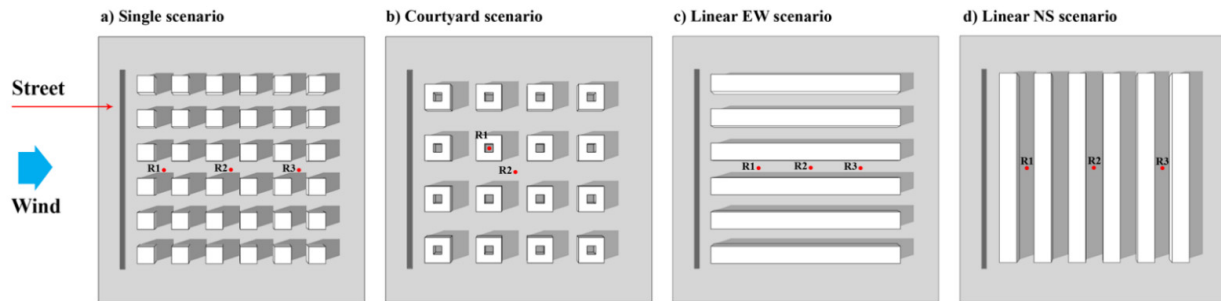 a) Single scenario
b) Courtyard scenario
c) Linear EW scenario
d) Linear NS scenario
Street
Wind
R1 R2 R3
R1
R2
R1 R2 R3
R1 R2 R3